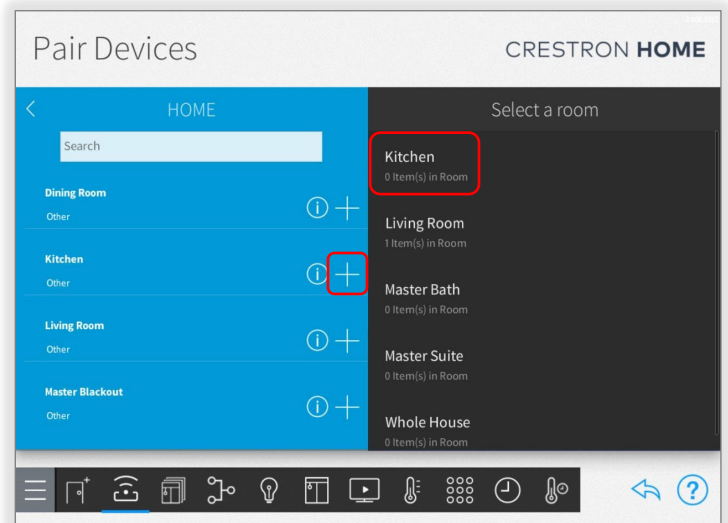 Pair Devices
CRESTRON HOME
HOME
Search
Dining Room
Other
Kitchen
Other
Living Room
Other
Master Blackout
Other
Select a room
Kitchen
0 Item(s) in Room
Living Room
1 Item(s) in Room
Master Bath
0 Item(s) in Room
Master Suite
0 Item(s) in Room
Whole House
0 Item(s) in Room